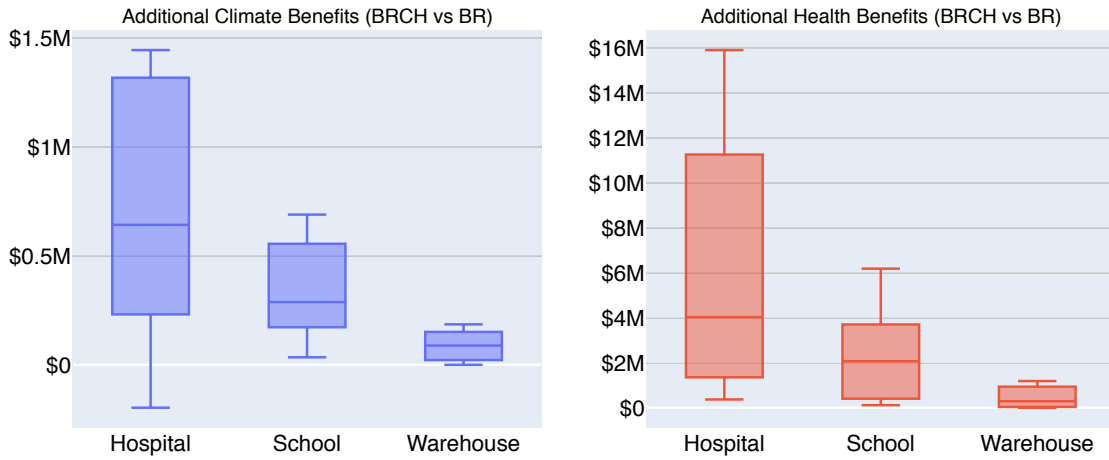 Additional Climate Benefits (BRCH vs BR)
$1.5M
$1M
$0.5M
$0
Hospital School Warehouse
Additional Health Benefits (BRCH vs BR)
$16M
$14M
$12M
$10M
$8M
$6M
$4M
$2M
$0
Hospital School Warehouse